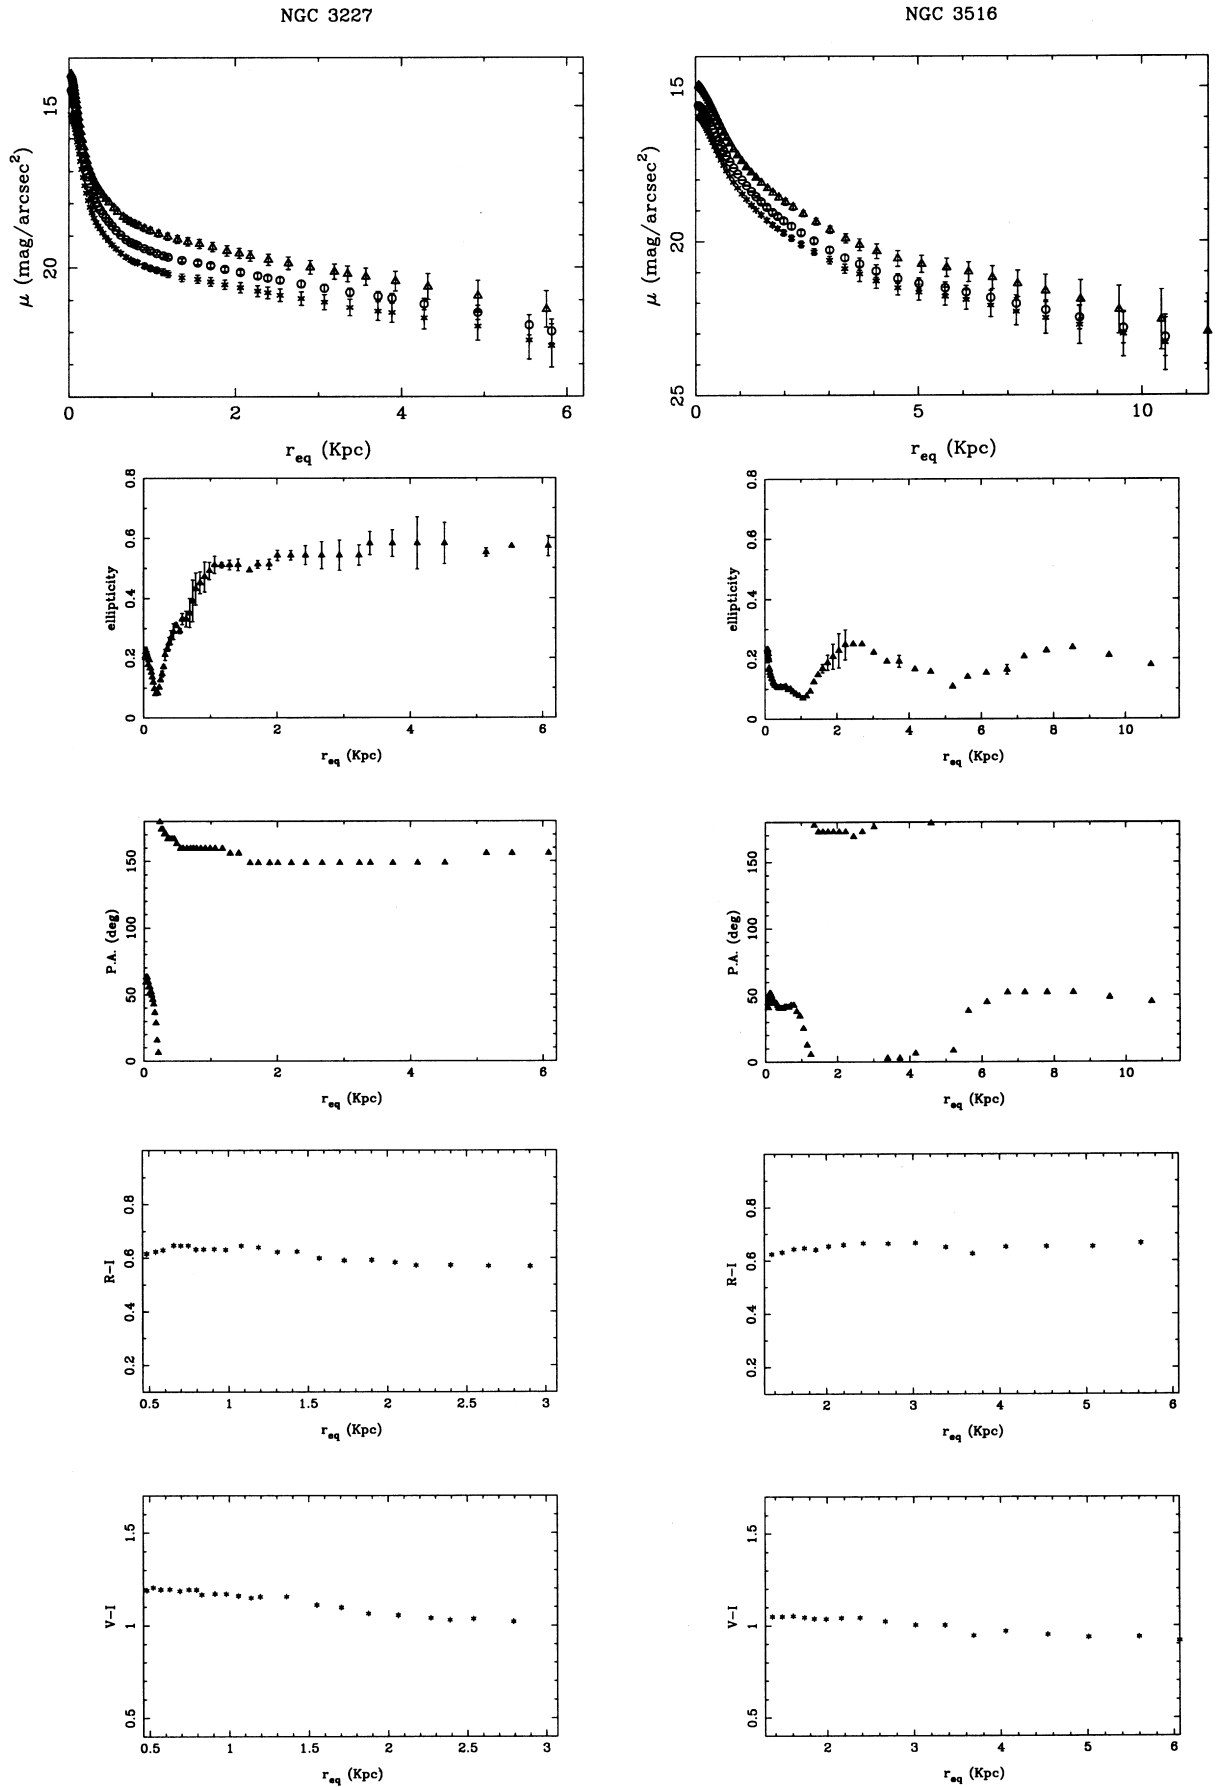 NGC 3227
NGC 3516
μ (mag/arcsec²)
15
20
0 2 4 6
r_eq (Kpc)
μ (mag/arcsec²)
15
20
25
0 5 10
r_eq (Kpc)
ellipticity
0.8
0.6
0.4
0.2
0
0 2 4 6
r_eq (Kpc)
ellipticity
0.8
0.6
0.4
0.2
0
0 2 4 6 8 10
r_eq (Kpc)
P.A. (deg)
150
100
50
0
0 2 4 6
r_eq (Kpc)
P.A. (deg)
150
100
50
0
0 2 4 6 8 10
r_eq (Kpc)
R-I
0.8
0.6
0.4
0.2
0.5 1 1.5 2 2.5 3
r_eq (Kpc)
R-I
0.8
0.6
0.4
0.2
2 3 4 5 6
r_eq (Kpc)
V-I
1.5
1
0.5
0.5 1 1.5 2 2.5 3
r_eq (Kpc)
V-I
1.5
1
0.5
2 3 4 5 6
r_eq (Kpc)